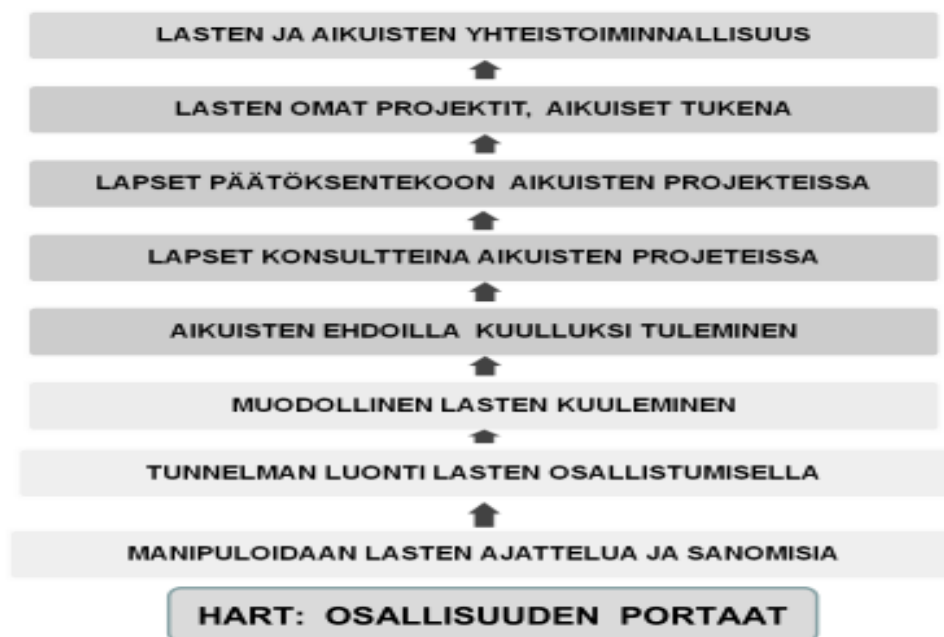 LASTEN JA AIKUISTEN YHTEISTOIMINNALLISUUS
LASTEN OMAT PROJEKTIT, AIKUISET TUKENA
LAPSET PÄÄTÖKSENTEKOON AIKUISTEN PROJEKTEISSA
LAPSET KONSULTTEINA AIKUISTEN PROJETEISSA
AIKUISTEN EHDOILLA KUULLUKSI TULEMINEN
MUODOLLINEN LASTEN KUULEMINEN
TUNNELMAN LUONTI LASTEN OSALLISTUMISELLA
MANIPULOIDAAN LASTEN AJATTELUA JA SANOMISIA
HART: OSALLISUUDEN PORTAAT